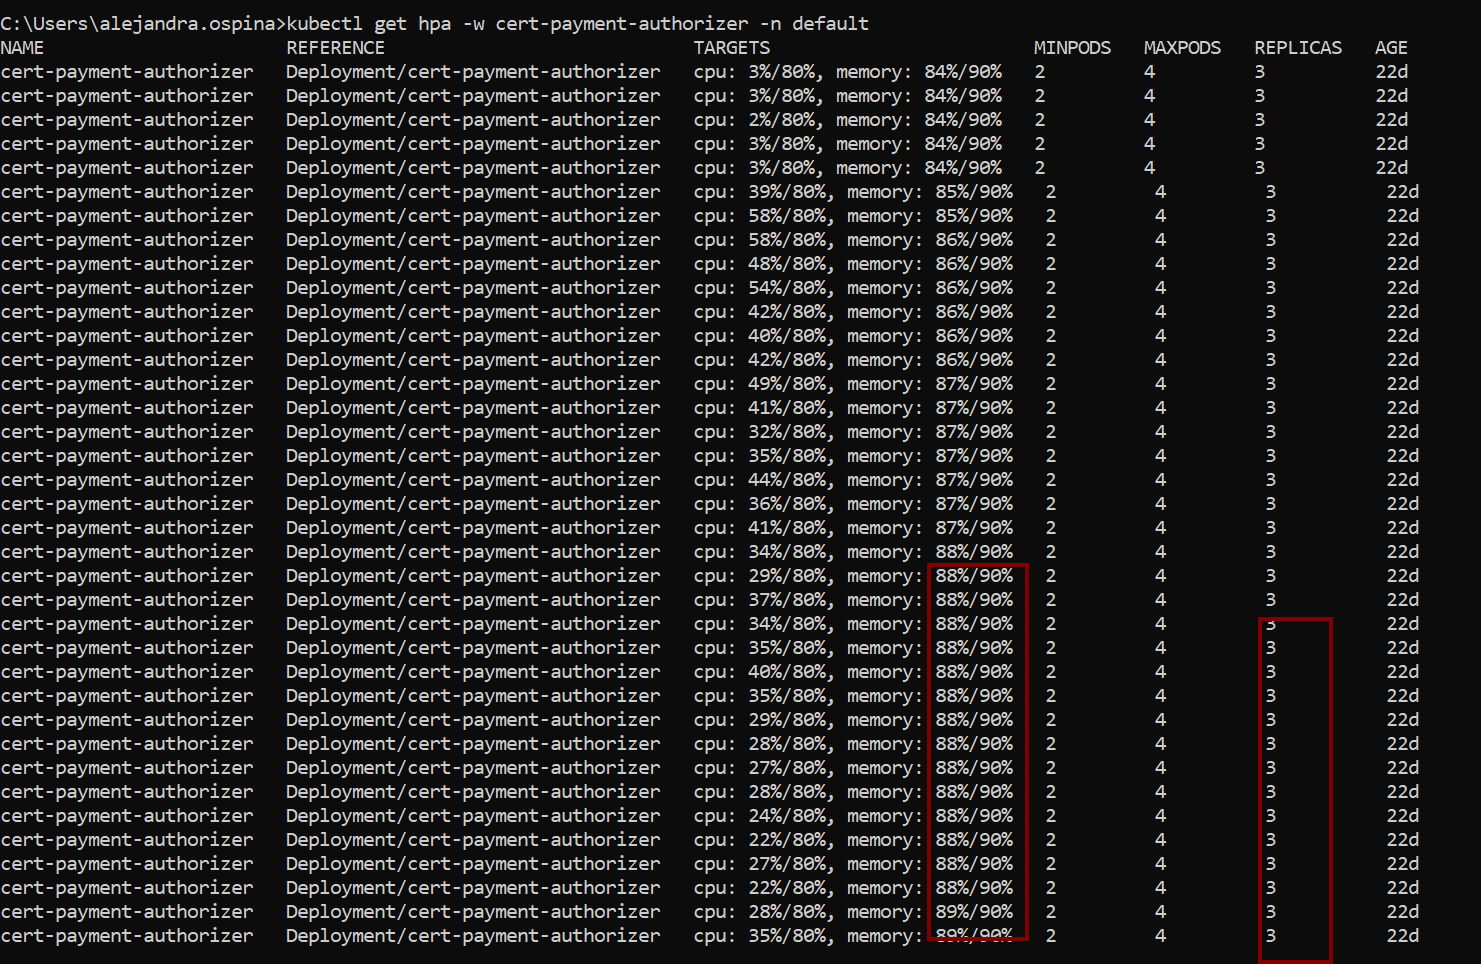 C:\Users\alejandra.ospina>kubectl get hpa -w cert-payment-authorizer -n default
NAME REFERENCE TARGETS MINPODS MAXPODS REPLICAS AGE
cert-payment-authorizer Deployment/cert-payment-authorizer cpu: 3%/80%, memory: 84%/90% 2 4 3 22d
cert-payment-authorizer Deployment/cert-payment-authorizer cpu: 3%/80%, memory: 84%/90% 2 4 3 22d
cert-payment-authorizer Deployment/cert-payment-authorizer cpu: 2%/80%, memory: 84%/90% 2 4 3 22d
cert-payment-authorizer Deployment/cert-payment-authorizer cpu: 3%/80%, memory: 84%/90% 2 4 3 22d
cert-payment-authorizer Deployment/cert-payment-authorizer cpu: 3%/80%, memory: 84%/90% 2 4 3 22d
cert-payment-authorizer Deployment/cert-payment-authorizer cpu: 39%/80%, memory: 85%/90% 2 4 3 22d
cert-payment-authorizer Deployment/cert-payment-authorizer cpu: 58%/80%, memory: 85%/90% 2 4 3 22d
cert-payment-authorizer Deployment/cert-payment-authorizer cpu: 58%/80%, memory: 86%/90% 2 4 3 22d
cert-payment-authorizer Deployment/cert-payment-authorizer cpu: 48%/80%, memory: 86%/90% 2 4 3 22d
cert-payment-authorizer Deployment/cert-payment-authorizer cpu: 54%/80%, memory: 86%/90% 2 4 3 22d
cert-payment-authorizer Deployment/cert-payment-authorizer cpu: 42%/80%, memory: 86%/90% 2 4 3 22d
cert-payment-authorizer Deployment/cert-payment-authorizer cpu: 40%/80%, memory: 86%/90% 2 4 3 22d
cert-payment-authorizer Deployment/cert-payment-authorizer cpu: 42%/80%, memory: 86%/90% 2 4 3 22d
cert-payment-authorizer Deployment/cert-payment-authorizer cpu: 49%/80%, memory: 87%/90% 2 4 3 22d
cert-payment-authorizer Deployment/cert-payment-authorizer cpu: 41%/80%, memory: 87%/90% 2 4 3 22d
cert-payment-authorizer Deployment/cert-payment-authorizer cpu: 32%/80%, memory: 87%/90% 2 4 3 22d
cert-payment-authorizer Deployment/cert-payment-authorizer cpu: 35%/80%, memory: 87%/90% 2 4 3 22d
cert-payment-authorizer Deployment/cert-payment-authorizer cpu: 44%/80%, memory: 87%/90% 2 4 3 22d
cert-payment-authorizer Deployment/cert-payment-authorizer cpu: 36%/80%, memory: 87%/90% 2 4 3 22d
cert-payment-authorizer Deployment/cert-payment-authorizer cpu: 41%/80%, memory: 87%/90% 2 4 3 22d
cert-payment-authorizer Deployment/cert-payment-authorizer cpu: 34%/80%, memory: 88%/90% 2 4 3 22d
cert-payment-authorizer Deployment/cert-payment-authorizer cpu: 29%/80%, memory: 88%/90% 2 4 3 22d
cert-payment-authorizer Deployment/cert-payment-authorizer cpu: 37%/80%, memory: 88%/90% 2 4 3 22d
cert-payment-authorizer Deployment/cert-payment-authorizer cpu: 34%/80%, memory: 88%/90% 2 4 3 22d
cert-payment-authorizer Deployment/cert-payment-authorizer cpu: 35%/80%, memory: 88%/90% 2 4 3 22d
cert-payment-authorizer Deployment/cert-payment-authorizer cpu: 40%/80%, memory: 88%/90% 2 4 3 22d
cert-payment-authorizer Deployment/cert-payment-authorizer cpu: 35%/80%, memory: 88%/90% 2 4 3 22d
cert-payment-authorizer Deployment/cert-payment-authorizer cpu: 29%/80%, memory: 88%/90% 2 4 3 22d
cert-payment-authorizer Deployment/cert-payment-authorizer cpu: 28%/80%, memory: 88%/90% 2 4 3 22d
cert-payment-authorizer Deployment/cert-payment-authorizer cpu: 27%/80%, memory: 88%/90% 2 4 3 22d
cert-payment-authorizer Deployment/cert-payment-authorizer cpu: 28%/80%, memory: 88%/90% 2 4 3 22d
cert-payment-authorizer Deployment/cert-payment-authorizer cpu: 24%/80%, memory: 88%/90% 2 4 3 22d
cert-payment-authorizer Deployment/cert-payment-authorizer cpu: 22%/80%, memory: 88%/90% 2 4 3 22d
cert-payment-authorizer Deployment/cert-payment-authorizer cpu: 27%/80%, memory: 88%/90% 2 4 3 22d
cert-payment-authorizer Deployment/cert-payment-authorizer cpu: 22%/80%, memory: 88%/90% 2 4 3 22d
cert-payment-authorizer Deployment/cert-payment-authorizer cpu: 28%/80%, memory: 89%/90% 2 4 3 22d
cert-payment-authorizer Deployment/cert-payment-authorizer cpu: 35%/80%, memory: 89%/90% 2 4 3 22d